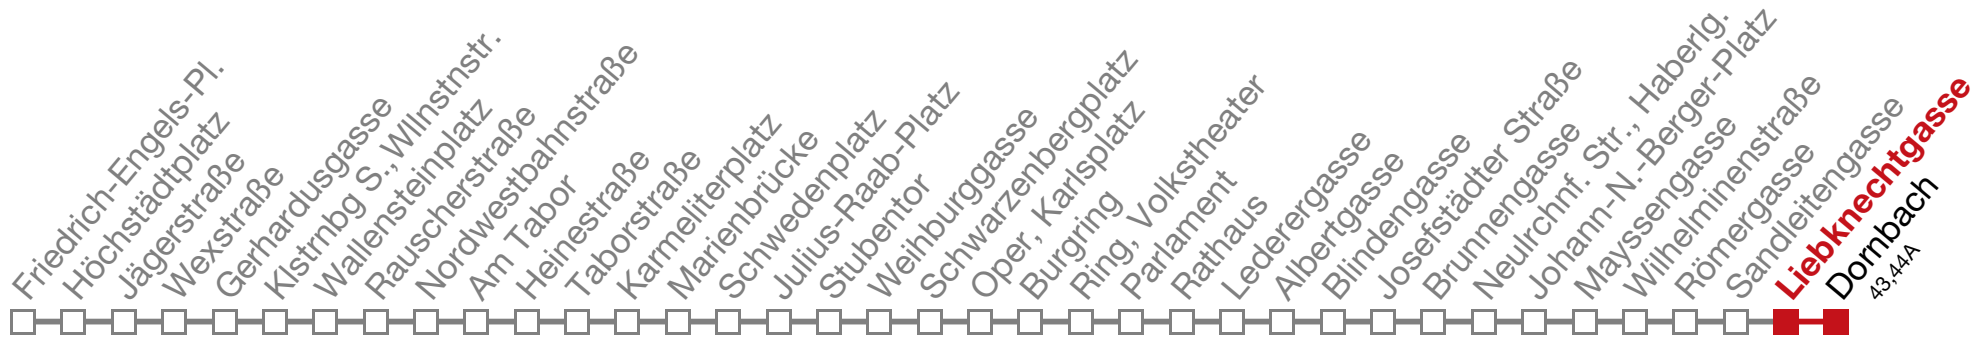 Friedrich-Engels-Pl.
Höchstädtplatz
Jägerstraße
Wexstraße
Gerhardusgasse
Klstrnbg S., Wllnstnstr.
Wallensteinplatz
Rauscherstraße
Nordwestbahnstraße
Am Tabor
Heinestraße
Taborstraße
Karmeliterplatz
Marienbrücke
Schwedenplatz
Julius-Raab-Platz
Stubentor
Weihburggasse
Schwarzenbergplatz
Oper, Karlsplatz
Burgring
Ring, Volkstheater
Parlament
Rathaus
Lederergasse
Albertgasse
Blindengasse
Josefstädter Straße
Brunnengasse
Neulrchnf. Str., Haberlg.
Johann-N.-Berger-Platz
Mayssengasse
Wilhelminenstraße
Römergasse
Sandleitengasse
Liebknechtgasse
Dornbach
43,44A